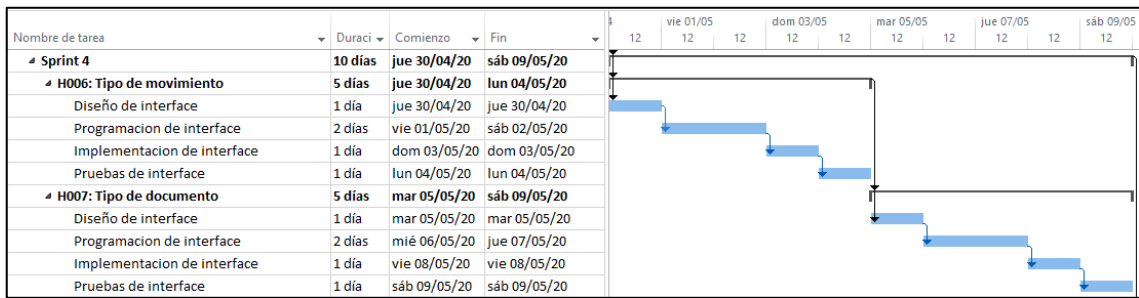 vie 01/05 dom 03/05 mar 05/05 jue 07/05 sáb 09/05
Nombre de tarea Duraci Comienzo Fin 12 12 12 12 12 12 12 12 12 12
Sprint 4 10 días jue 30/04/20 sáb 09/05/20
H006: Tipo de movimiento 5 días jue 30/04/20 lun 04/05/20
Diseño de interface 1 día jue 30/04/20 jue 30/04/20
Programacion de interface 2 días vie 01/05/20 sáb 02/05/20
Implementacion de interface 1 día dom 03/05/20 dom 03/05/20
Pruebas de interface 1 día lun 04/05/20 lun 04/05/20
H007: Tipo de documento 5 días mar 05/05/20 sáb 09/05/20
Diseño de interface 1 día mar 05/05/20 mar 05/05/20
Programacion de interface 2 días mié 06/05/20 jue 07/05/20
Implementacion de interface 1 día vie 08/05/20 vie 08/05/20
Pruebas de interface 1 día sáb 09/05/20 sáb 09/05/20